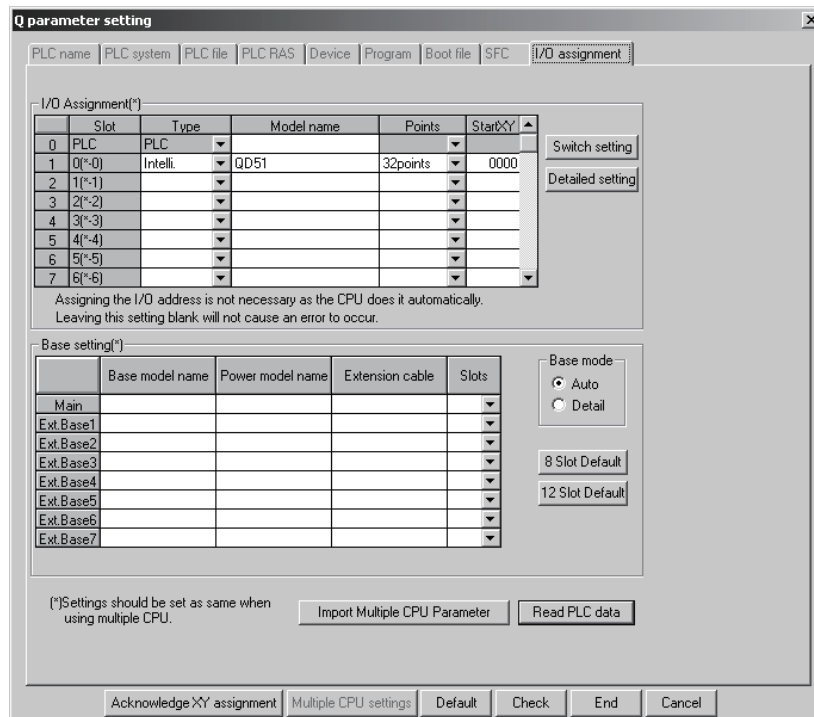 Q parameter setting
PLC name PLC system PLC file PLC RAS Device Program Boot file SFC I/O assignment
I/O Assignment(*)
Slot Type Model name Points StartXY
0 PLC PLC
1 0(*-0) Intelli. QD51 32points 0000
2 1(*-1)
3 2(*-2)
4 3(*-3)
5 4(*-4)
6 5(*-5)
7 6(*-6)
Switch setting
Detailed setting
Assigning the I/O address is not necessary as the CPU does it automatically.
Leaving this setting blank will not cause an error to occur.
Base setting(*)
Base model name Power model name Extension cable Slots
Main
Ext.Base1
Ext.Base2
Ext.Base3
Ext.Base4
Ext.Base5
Ext.Base6
Ext.Base7
Base mode
Auto
Detail
8 Slot Default
12 Slot Default
(*)Settings should be set as same when
using multiple CPU.
Import Multiple CPU Parameter Read PLC data
Acknowledge XY assignment Multiple CPU settings Default Check End Cancel